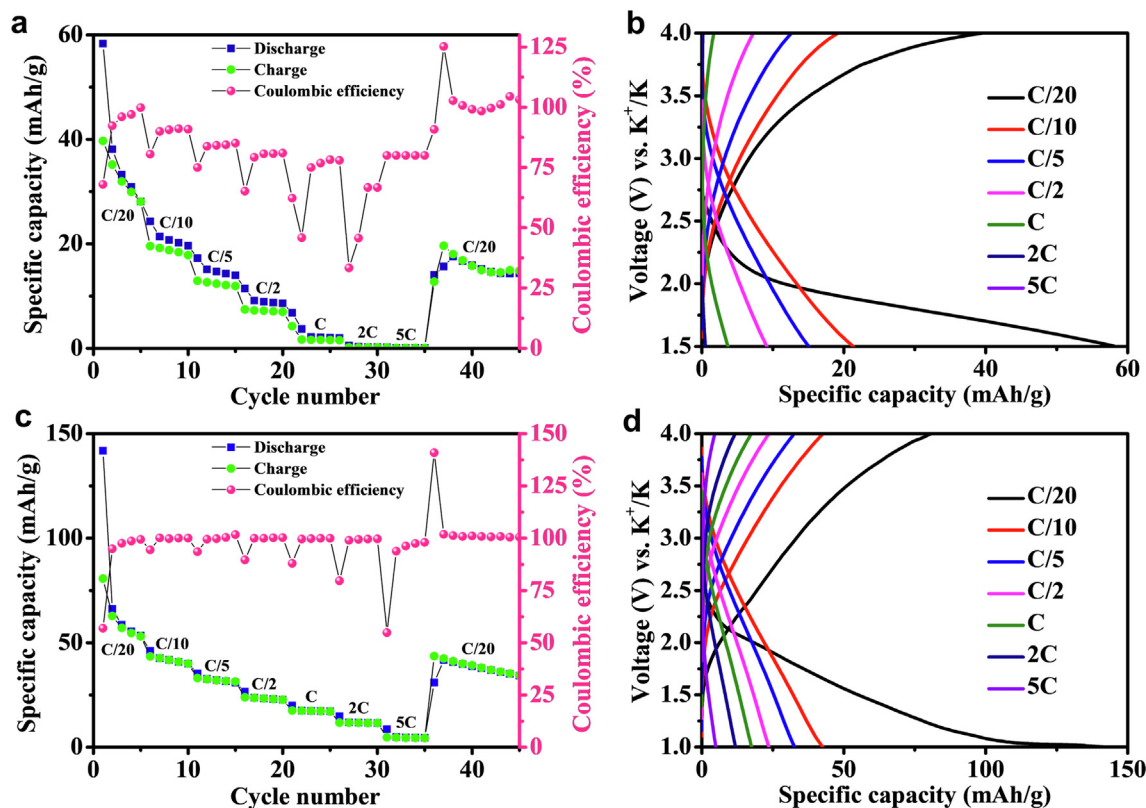 a
Specific capacity (mAh/g)
60
40
20
0
Discharge
Charge
Coulombic efficiency
C/20
C/10
C/5
C/2
C
2C
5C
C/20
125
100
75
50
25
0
Coulombic efficiency (%)
0 10 20 30 40
Cycle number
b
Voltage (V) vs. K+/K
4.0
3.5
3.0
2.5
2.0
1.5
C/20
C/10
C/5
C/2
C
2C
5C
0 20 40 60
Specific capacity (mAh/g)
c
Specific capacity (mAh/g)
150
100
50
0
Discharge
Charge
Coulombic efficiency
C/20
C/10
C/5
C/2
C
2C
5C
C/20
150
125
100
75
50
25
0
Coulombic efficiency (%)
0 10 20 30 40
Cycle number
d
Voltage (V) vs. K+/K
4.0
3.5
3.0
2.5
2.0
1.5
1.0
C/20
C/10
C/5
C/2
C
2C
5C
0 50 100 150
Specific capacity (mAh/g)